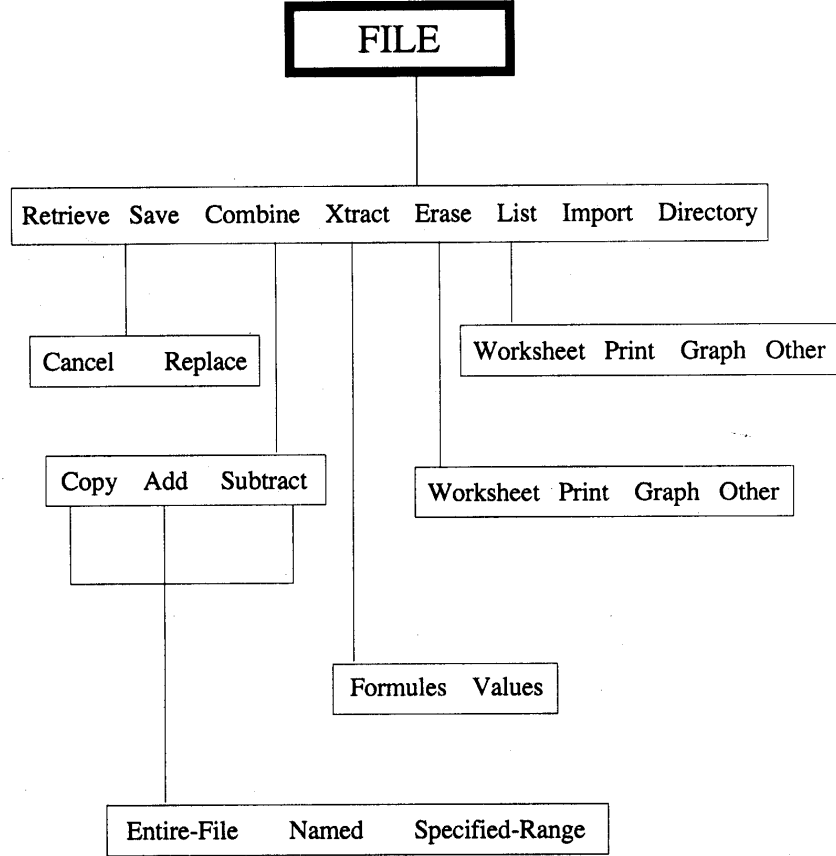 FILE
Retrieve Save Combine Xtract Erase List Import Directory
Cancel Replace
Worksheet Print Graph Other
Copy Add Subtract
Worksheet Print Graph Other
Formules Values
Entire-File Named Specified-Range